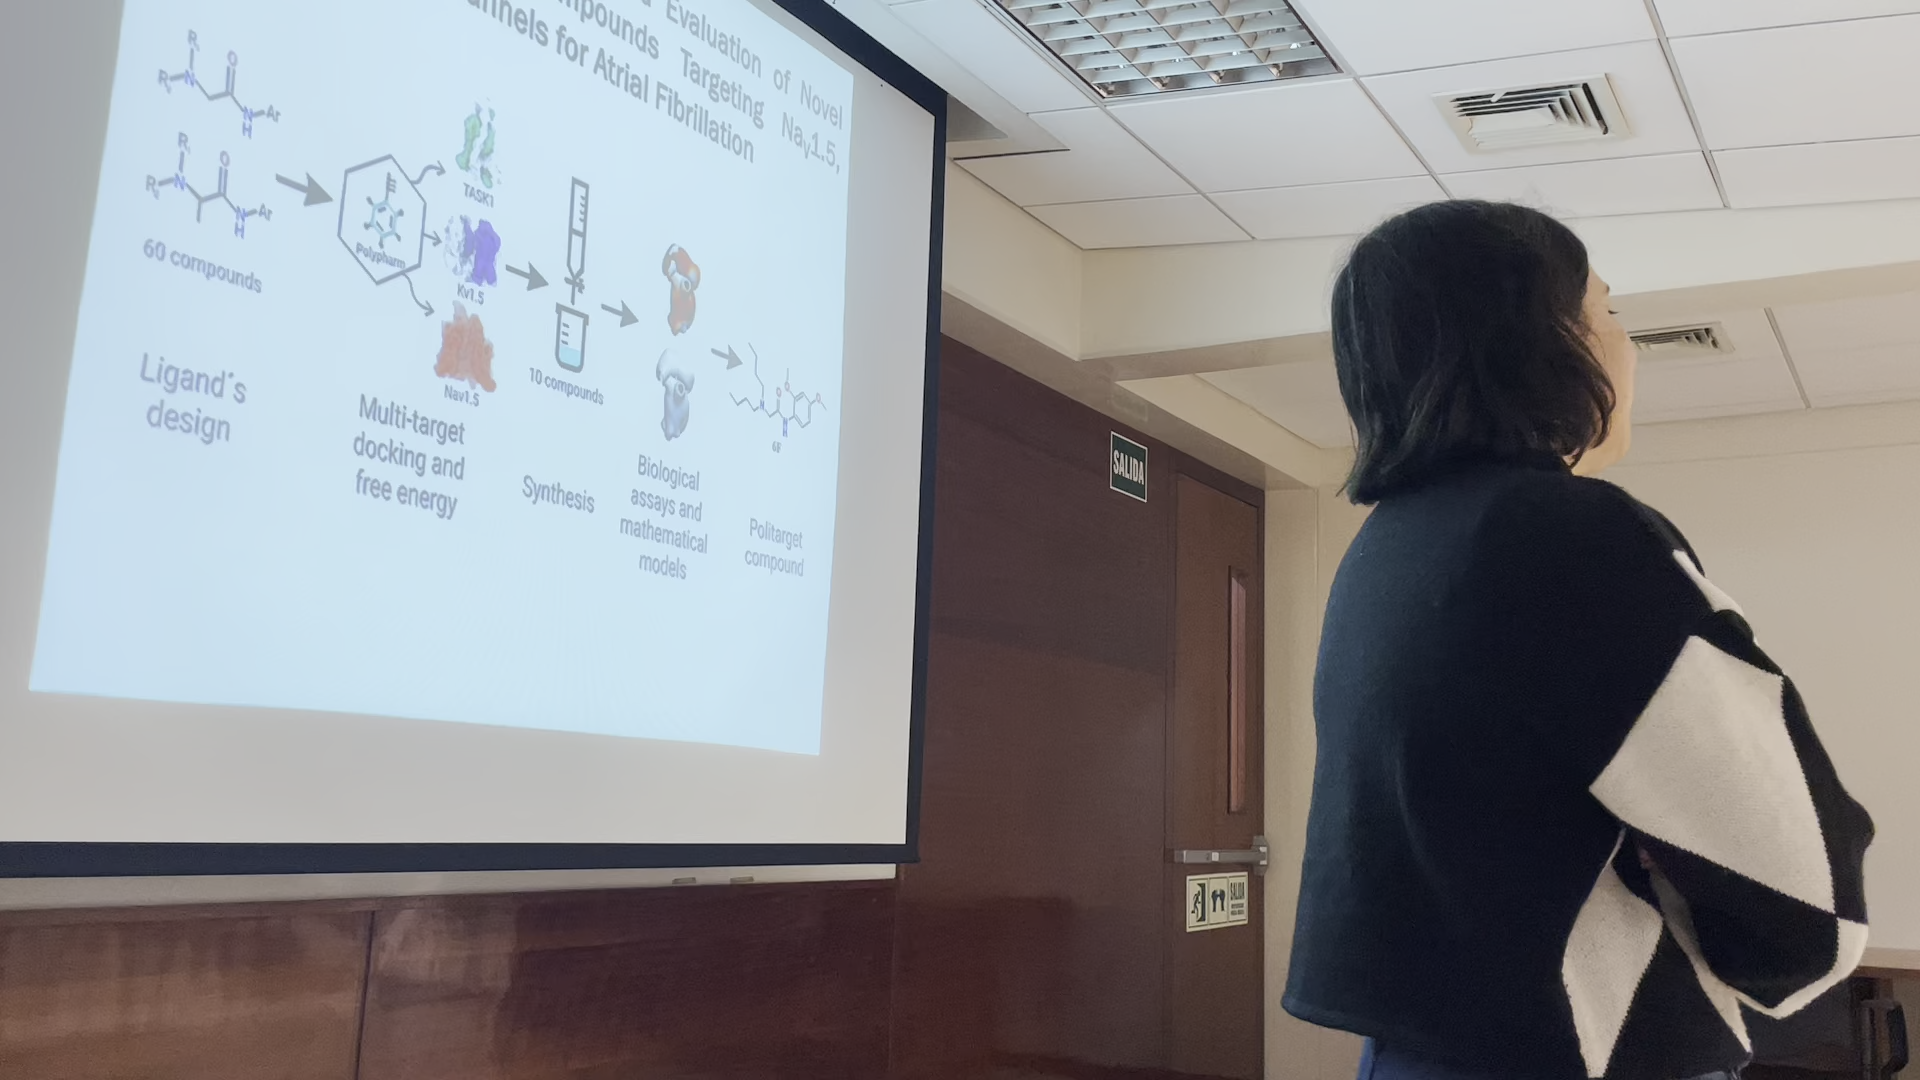 Evaluation of Novel
Compounds Targeting Nav1.5,
Channels for Atrial Fibrillation
R
R N O
N Ar
H
R
R N O
N Ar
H
60 compounds
Ligand´s
design
polypharm
TASK1
Kv1.5
Nav1.5
Multi-target
docking and
free energy
10 compounds
Synthesis
Biological
assays and
mathematical
models
6F
Politarget
compound
SALIDA
SALIDA